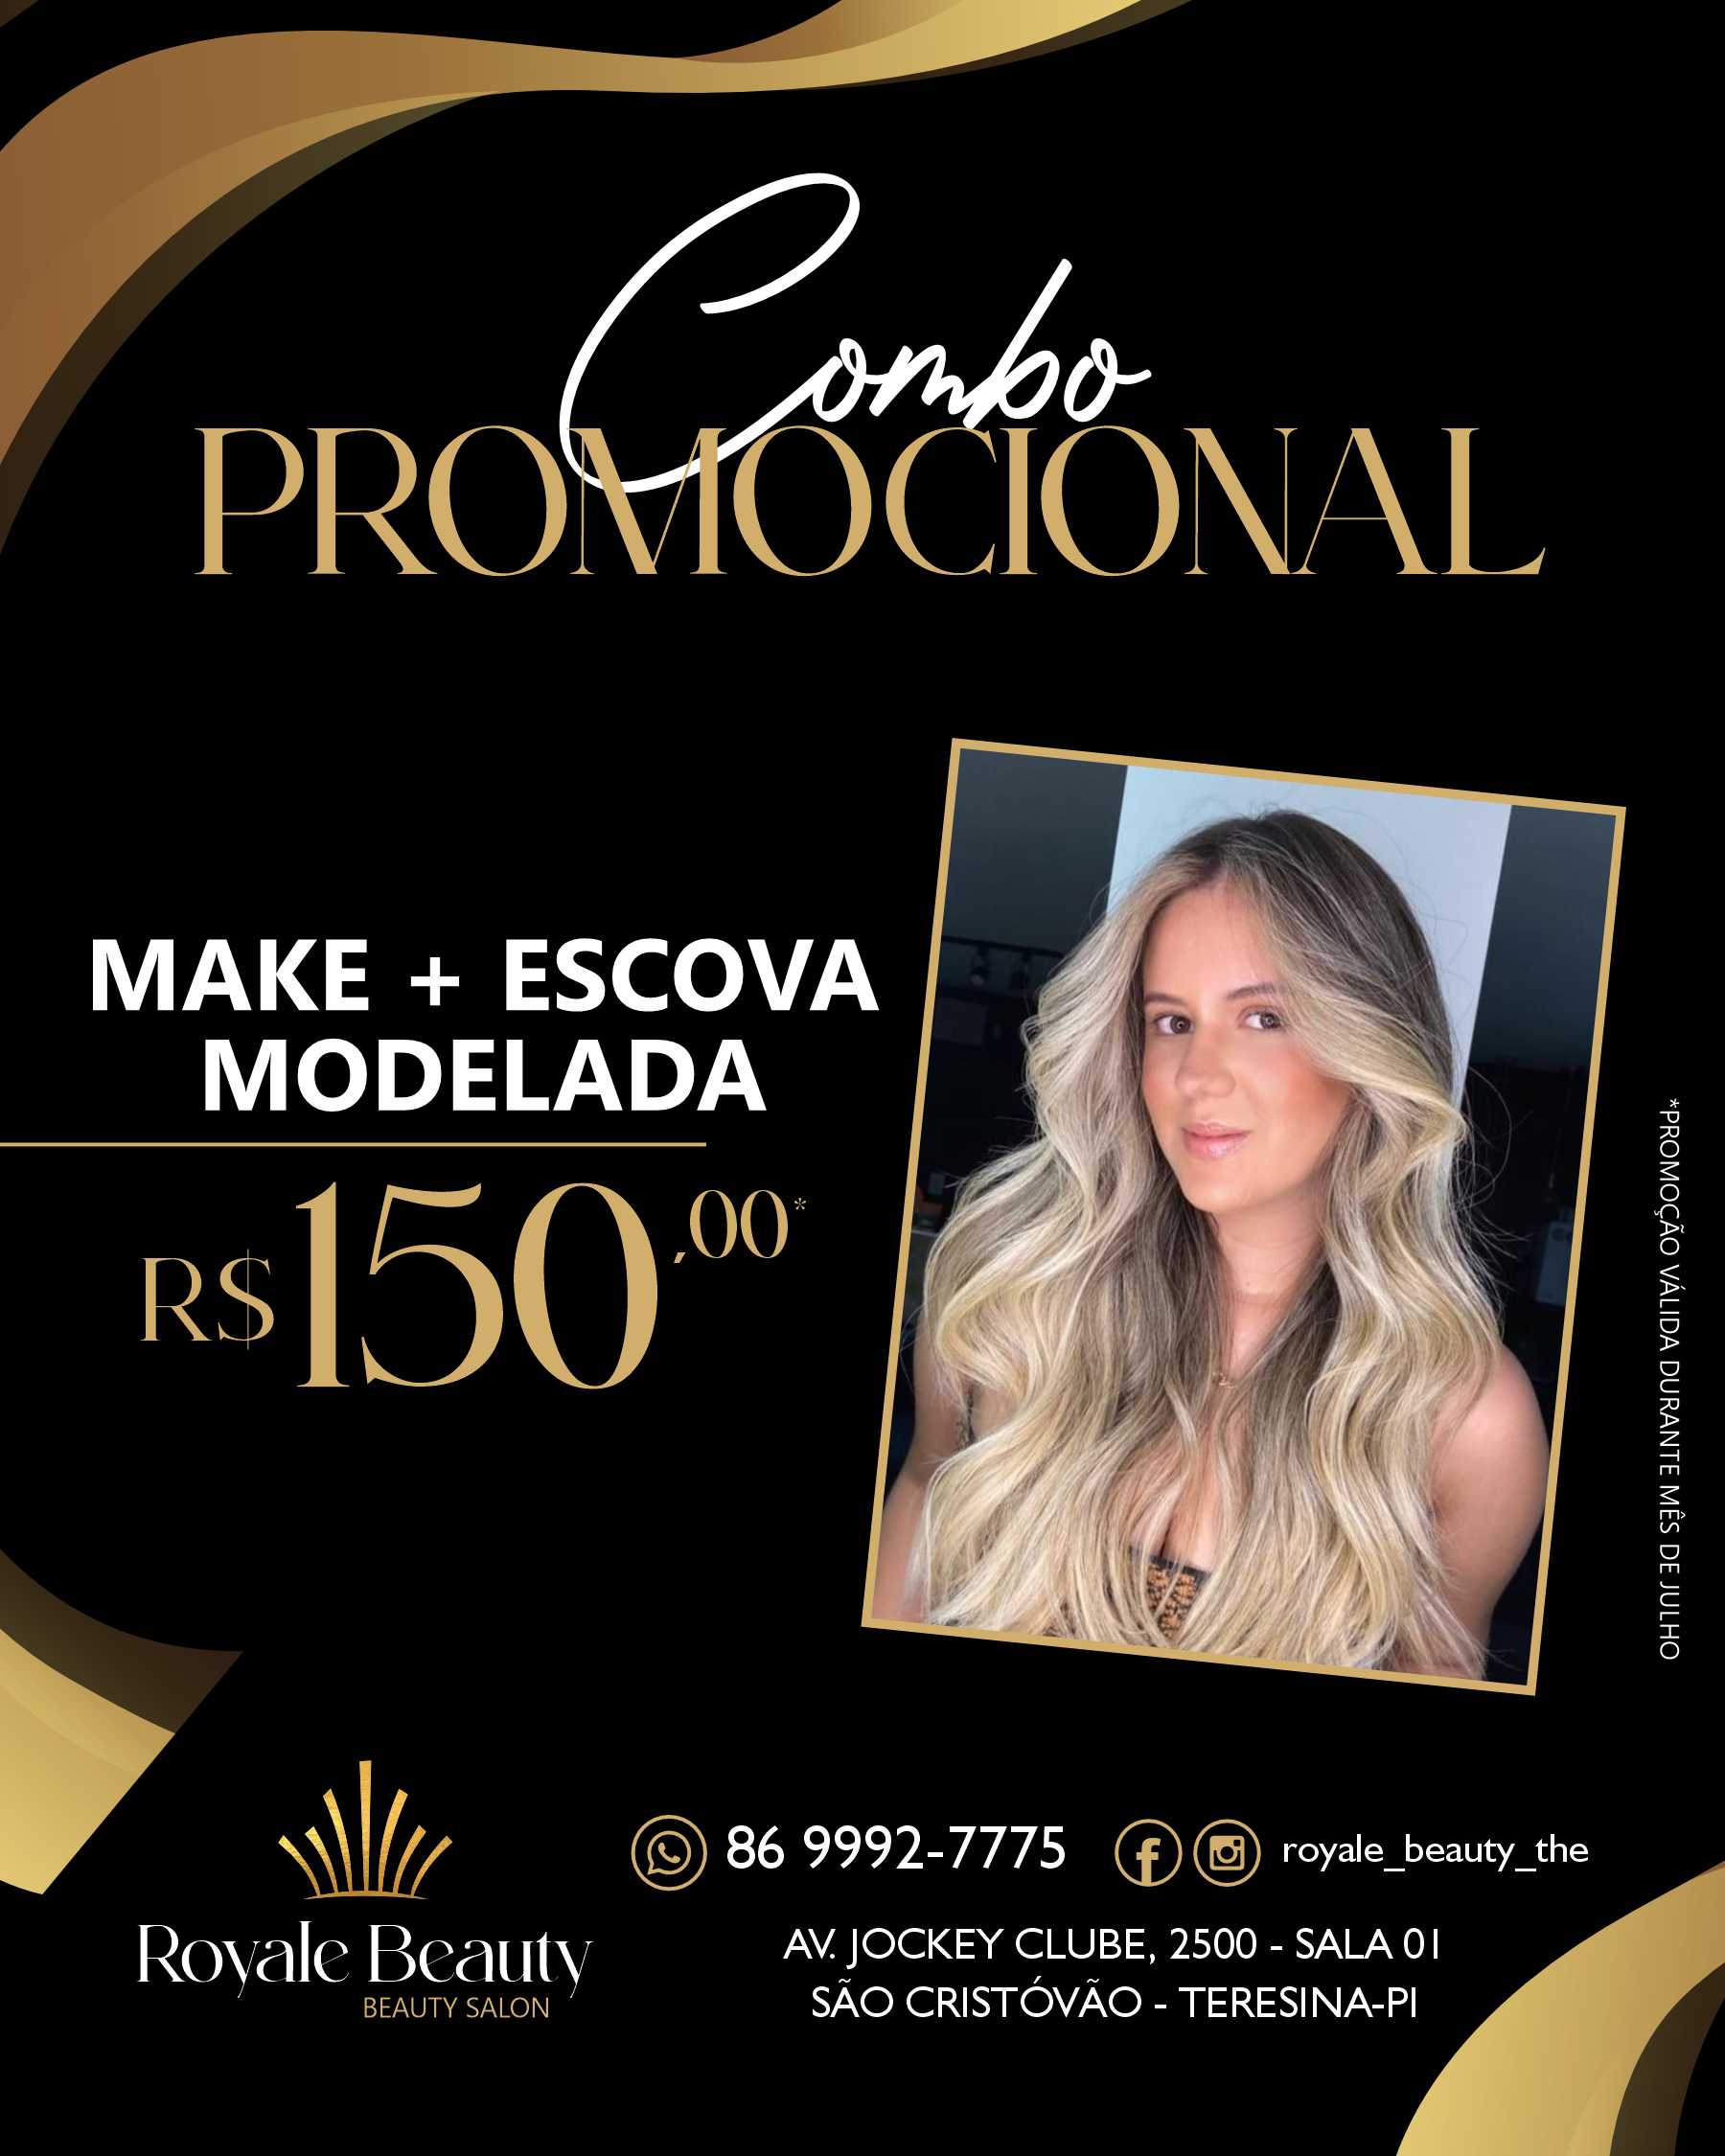 Combo
PROMOCIONAL
MAKE + ESCOVA
MODELADA
R$150,00*
*PROMOÇÃO VÁLIDA DURANTE MÊS DE JULHO
Royale Beauty
BEAUTY SALON
86 9992-7775
royale_beauty_the
AV. JOCKEY CLUBE, 2500 - SALA 01
SÃO CRISTÓVÃO - TERESINA-PI